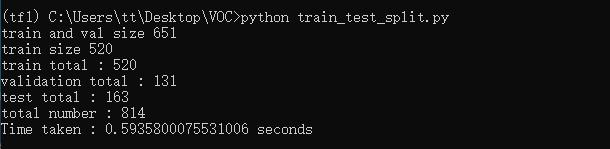 (tf1) C:\Users\tt\Desktop\VOC>python train_test_split.py
train and val size 651
train size 520
train total : 520
validation total : 131
test total : 163
total number : 814
Time taken : 0.5935800075531006 seconds